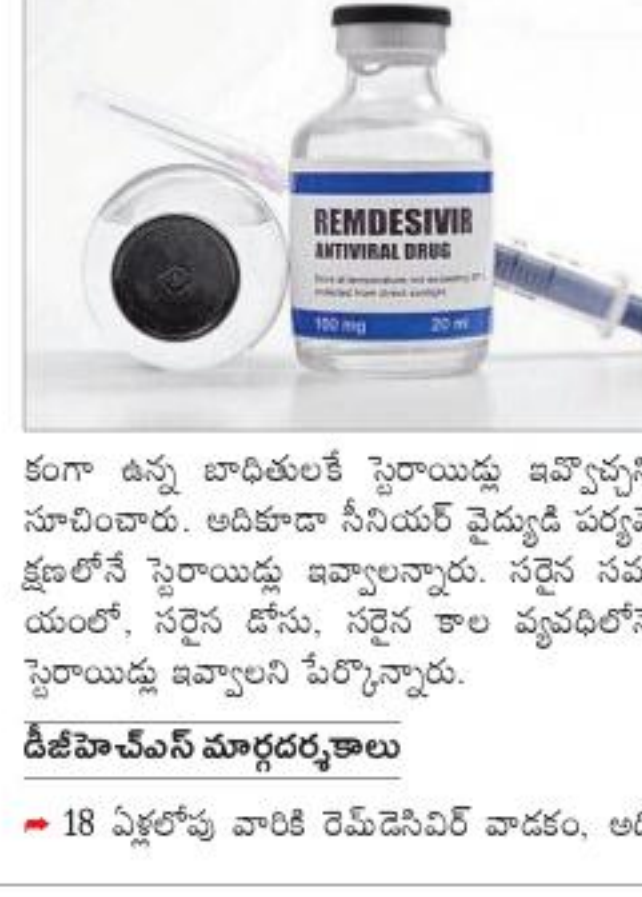 REMDESIVIR
ANTIVIRAL DRUG
100 mg 20 ml
కంగా ఉన్న బాధితులకే స్టెరాయిడ్లు ఇవ్వొచ్చని
సూచించారు. అదికూడా సీనియర్ వైద్యుడి పర్యవే
క్షణలోనే స్టెరాయిడ్లు ఇవ్వాలన్నారు. సరైన సమ
యంలో, సరైన డోసు, సరైన కాల వ్యవధిలోనే
స్టెరాయిడ్లు ఇవ్వాలని పేర్కొన్నారు.
డీజీహెచ్ఎస్ మార్గదర్శకాలు
18 ఏళ్లలోపు వారికి రెమ్‌డెసివిర్ వాడకం,